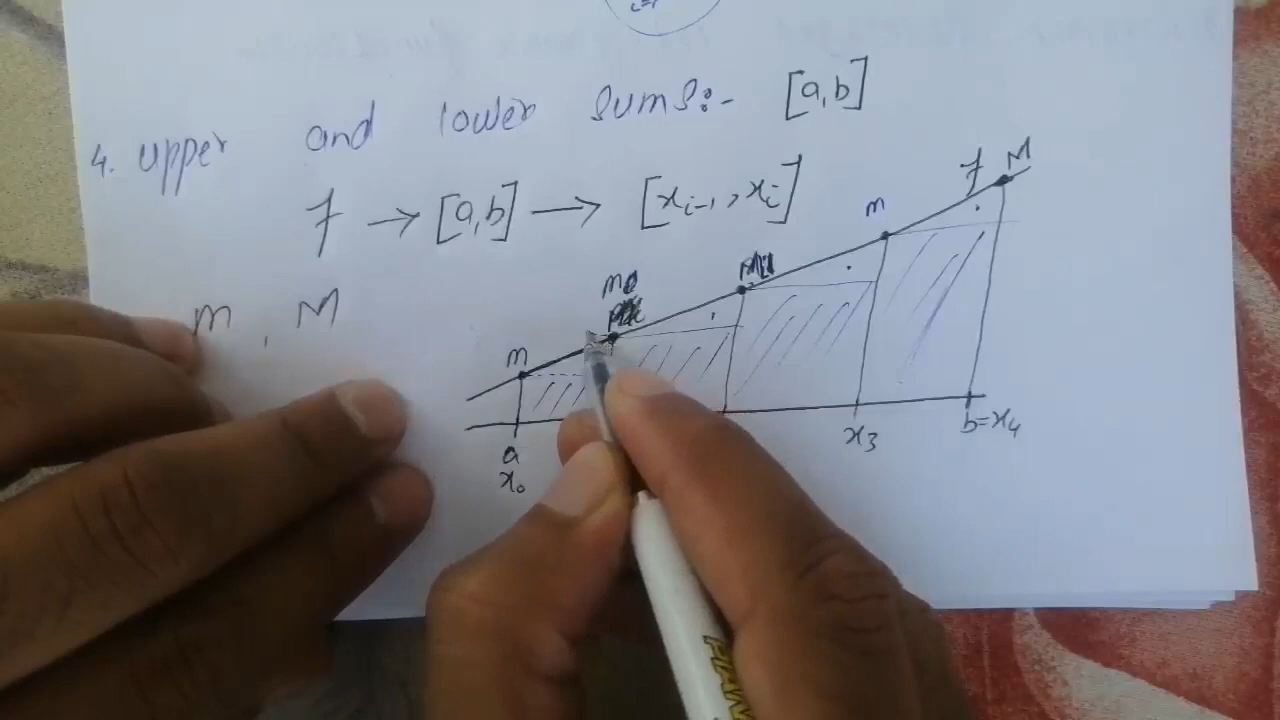 4. upper and lower sums:- [a,b]
f → [a,b] → [xᵢ₋₁, xᵢ]
m, M
f M
m
m
m
a
x₀
x₃
b=x₄